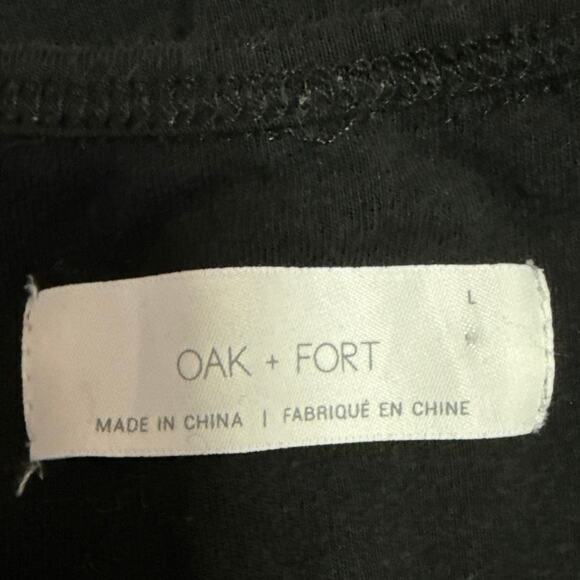 L
OAK + FORT
MADE IN CHINA | FABRIQUÉ EN CHINE